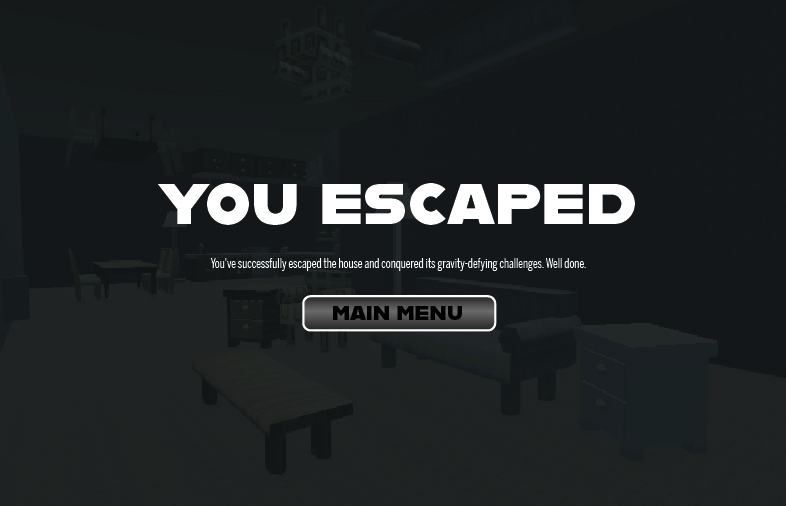 YOU ESCAPED
You've successfully escaped the house and conquered its gravity-defying challenges. Well done.
MAIN MENU